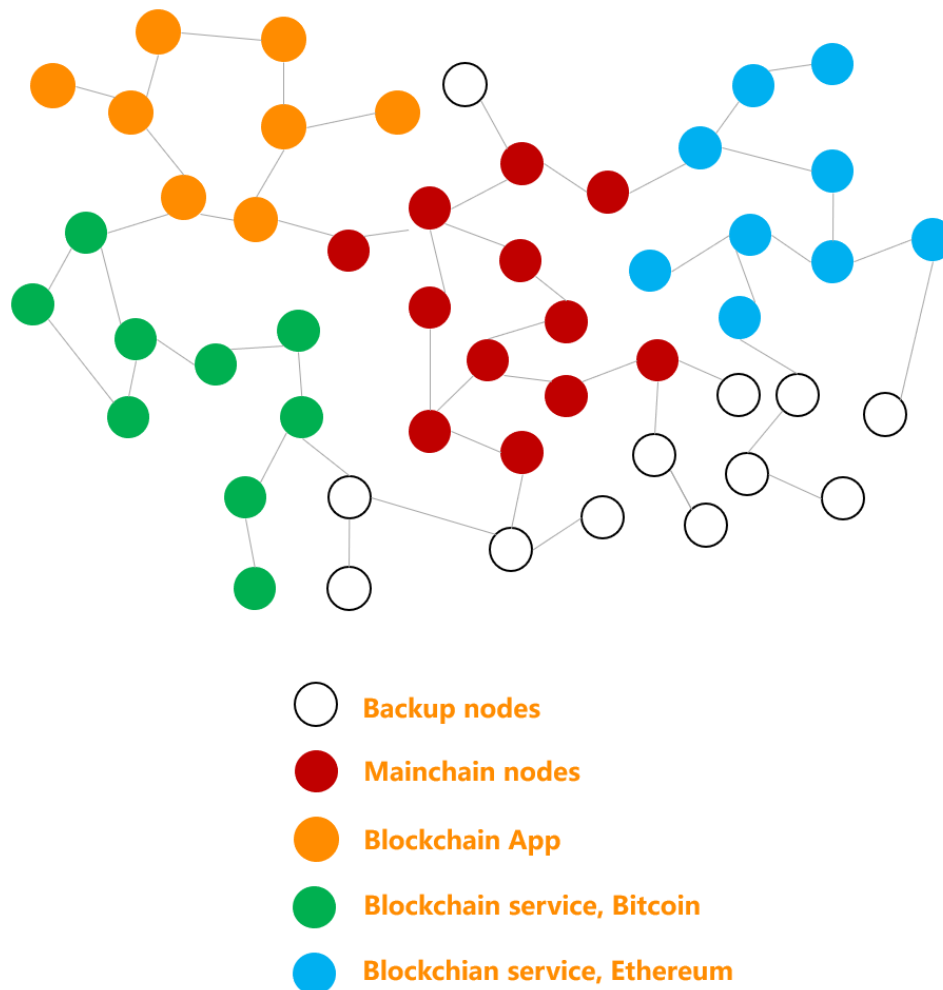 Backup nodes
Mainchain nodes
Blockchain App
Blockchain service, Bitcoin
Blockchian service, Ethereum